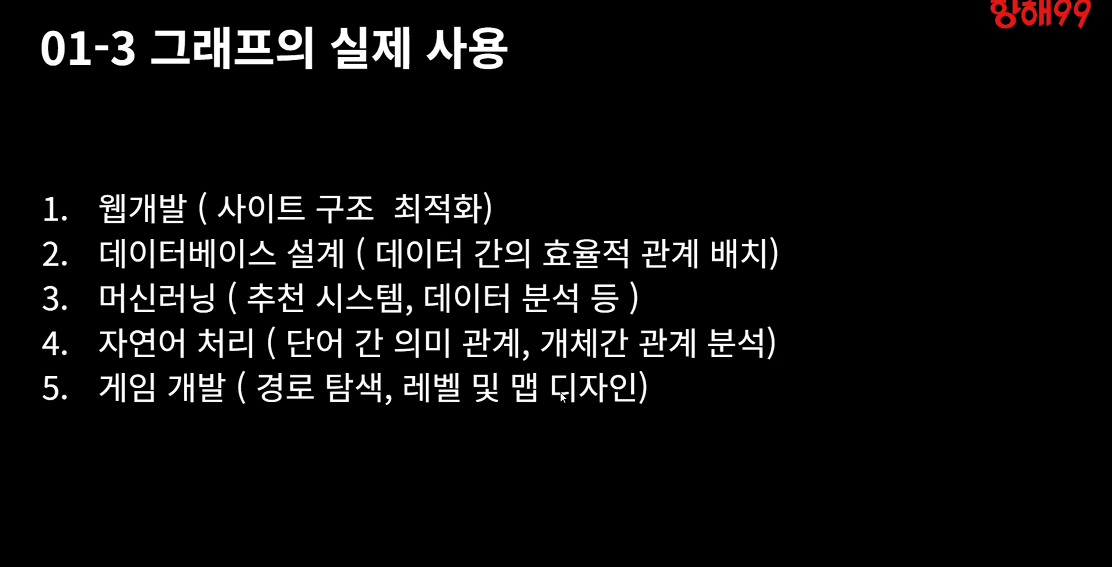 항해99
01-3 그래프의 실제 사용
1. 웹개발 ( 사이트 구조 최적화)
2. 데이터베이스 설계 ( 데이터 간의 효율적 관계 배치)
3. 머신러닝 ( 추천 시스템, 데이터 분석 등 )
4. 자연어 처리 ( 단어 간 의미 관계, 개체간 관계 분석)
5. 게임 개발 ( 경로 탐색, 레벨 및 맵 디자인)